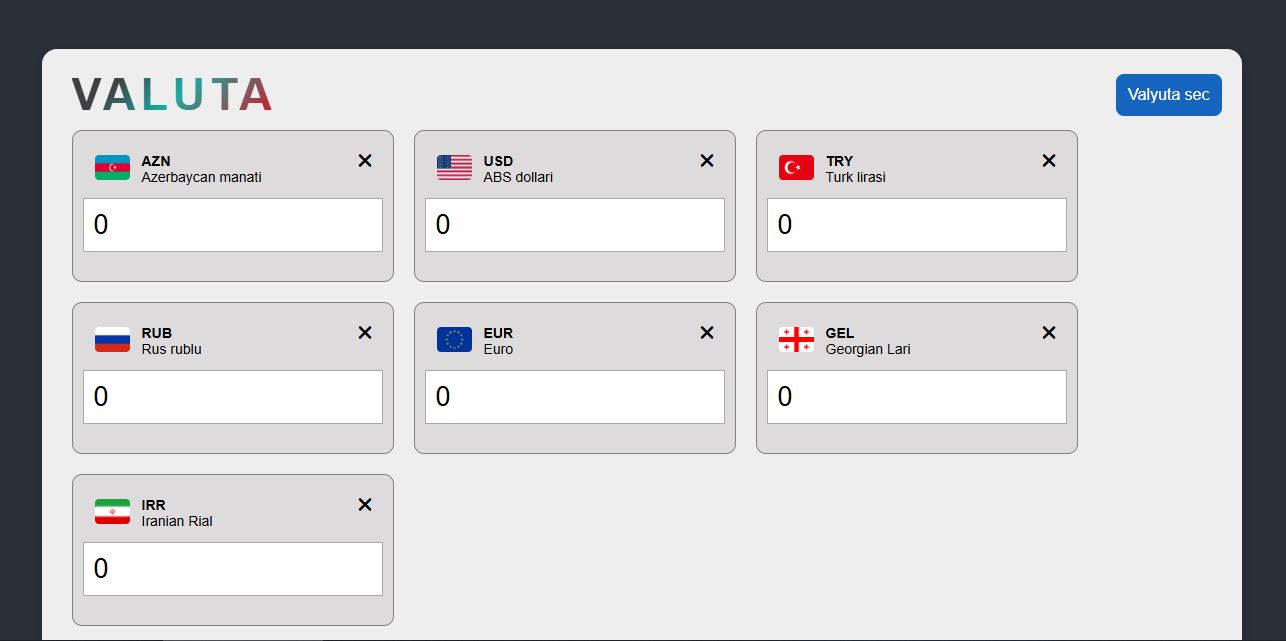 VALUTA
Valyuta sec
AZN
Azerbaycan manati
0
USD
ABS dollari
0
TRY
Turk lirasi
0
RUB
Rus rublu
0
EUR
Euro
0
GEL
Georgian Lari
0
IRR
Iranian Rial
0